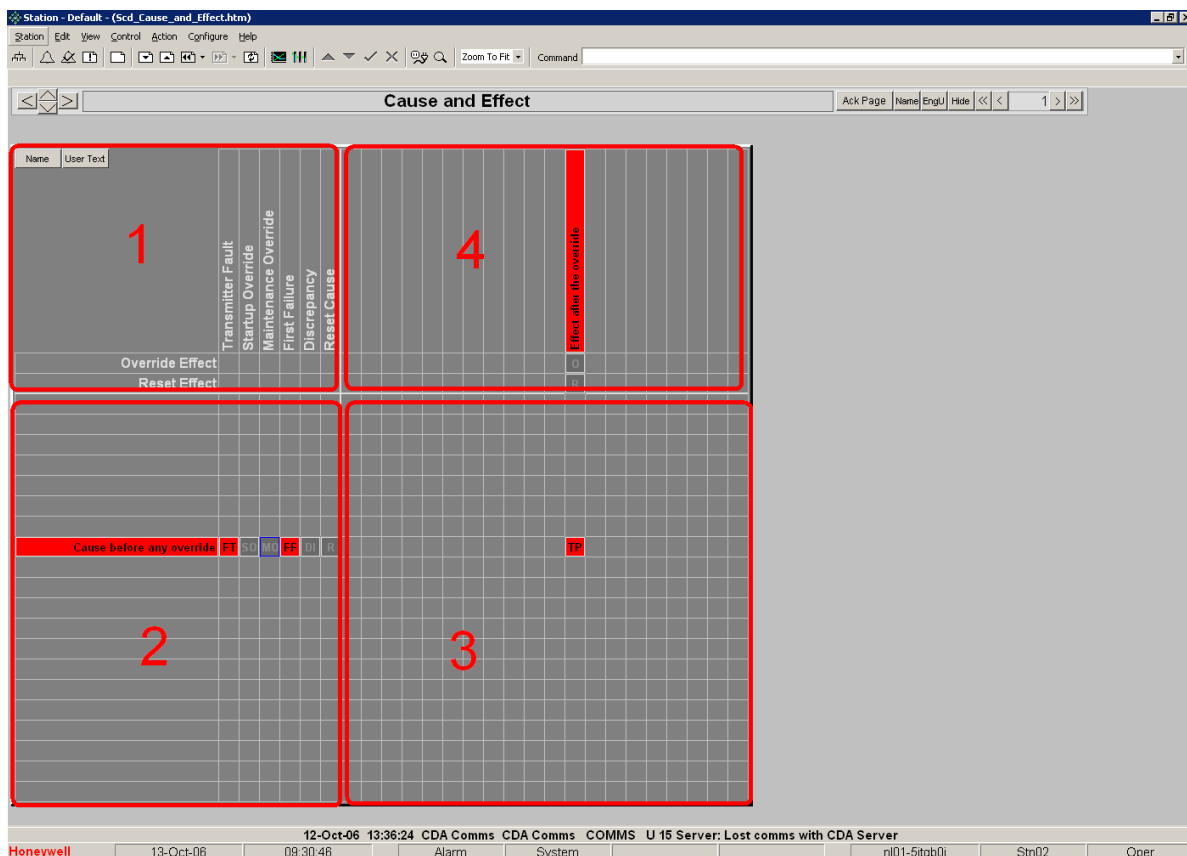 Station - Default - (Scd_Cause_and_Effect.htm)
Station Edit View Control Action Configure Help
Zoom To Fit Command
Cause and Effect
Ack Page Name EngU Hide 1
Name User Text
1
Transmitter Fault
Startup Override
Maintenance Override
First Failure
Discrepancy
Reset Cause
4
Effect after the override
Override Effect O
Reset Effect R
Cause before any override FT SO MO FF DI R TP
2
3
12-Oct-06 13:36:24 CDA Comms CDA Comms COMMS U 15 Server: Lost comms with CDA Server
Honeywell 13-Oct-06 09:30:46 Alarm System Stn02 Oper